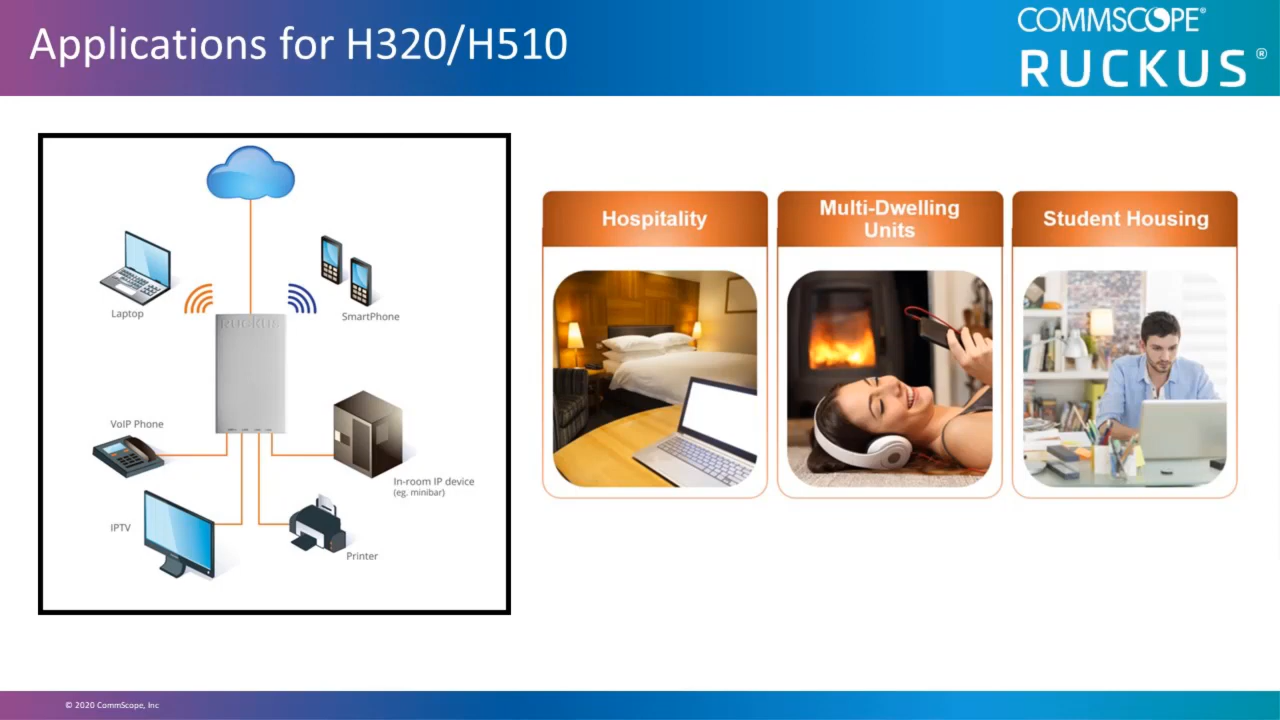 Applications for H320/H510
COMMSCOPE®
RUCKUS®
Laptop
SmartPhone
RUCKUS
VoIP Phone
In-room IP device
(eg. minibar)
IPTV
Printer
Hospitality
Multi-Dwelling
Units
Student Housing
© 2020 CommScope, Inc